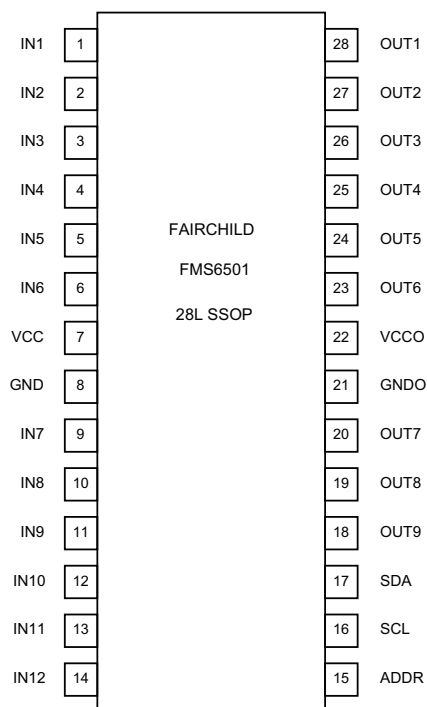 IN1 1 28 OUT1
IN2 2 27 OUT2
IN3 3 26 OUT3
IN4 4 25 OUT4
IN5 5 FAIRCHILD 24 OUT5
FMS6501
IN6 6 23 OUT6
28L SSOP
VCC 7 22 VCCO
GND 8 21 GNDO
IN7 9 20 OUT7
IN8 10 19 OUT8
IN9 11 18 OUT9
IN10 12 17 SDA
IN11 13 16 SCL
IN12 14 15 ADDR